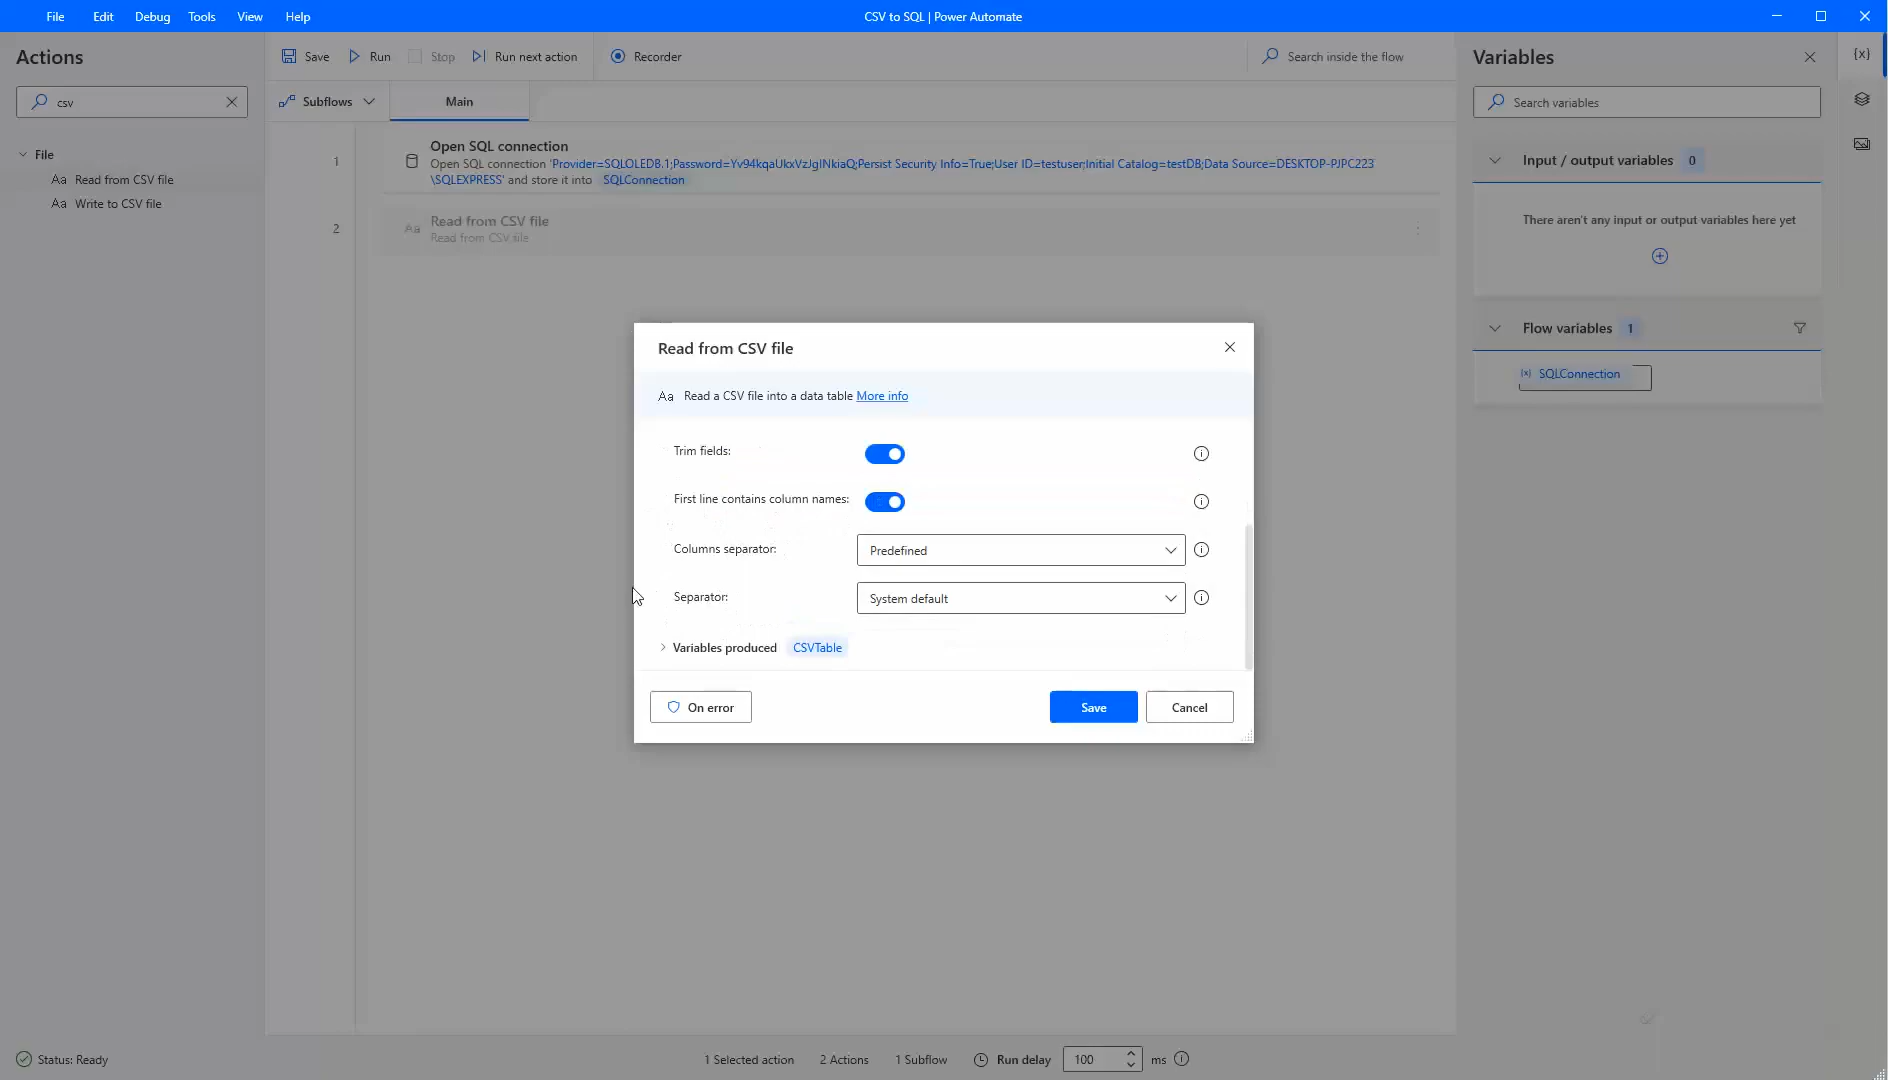 File Edit Debug Tools View Help
CSV to SQL | Power Automate
Actions
Save Run Stop Run next action Recorder
Search inside the flow
Variables
{x}
csv
Subflows Main
Search variables
File
Aa Read from CSV file
Aa Write to CSV file
1
Open SQL connection
Open SQL connection 'Provider=SQLOLEDB.1;Password=Yv94kqaUkxVzJgINkiaQ;Persist Security Info=True;User ID=testuser;Initial Catalog=testDB;Data Source=DESKTOP-PJPC223
\SQLEXPRESS' and store it into SQLConnection
2
Aa Read from CSV file
Read from CSV file
Input / output variables 0
There aren't any input or output variables here yet
Flow variables 1
{x} SQLConnection
Read from CSV file
Aa Read a CSV file into a data table More info
Trim fields:
First line contains column names:
Columns separator: Predefined
Separator: System default
Variables produced CSVTable
On error Save Cancel
Status: Ready 1 Selected action 2 Actions 1 Subflow Run delay 100 ms